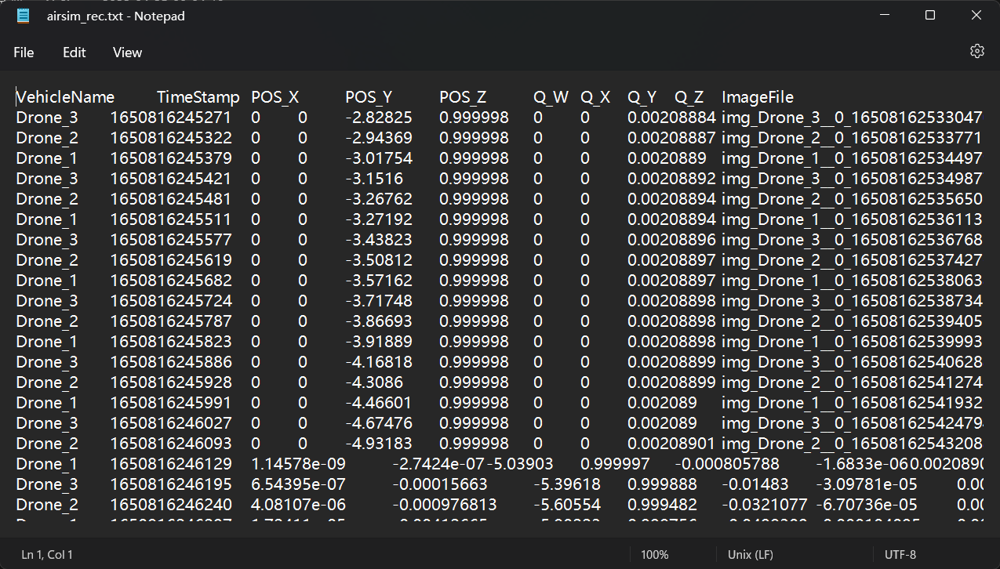 airsim_rec.txt - Notepad
File Edit View
VehicleName TimeStamp POS_X POS_Y POS_Z Q_W Q_X Q_Y Q_Z ImageFile
Drone_3 1650816245271 0 0 -2.82825 0.999998 0 0 0.00208884 img_Drone_3__0_16508162533047
Drone_2 1650816245322 0 0 -2.94369 0.999998 0 0 0.00208887 img_Drone_2__0_16508162533771
Drone_1 1650816245379 0 0 -3.01754 0.999998 0 0 0.0020889 img_Drone_1__0_16508162534497
Drone_3 1650816245421 0 0 -3.1516 0.999998 0 0 0.00208892 img_Drone_3__0_16508162534987
Drone_2 1650816245481 0 0 -3.26762 0.999998 0 0 0.00208894 img_Drone_2__0_16508162535650
Drone_1 1650816245511 0 0 -3.27192 0.999998 0 0 0.00208894 img_Drone_1__0_16508162536113
Drone_3 1650816245577 0 0 -3.43823 0.999998 0 0 0.00208896 img_Drone_3__0_16508162536768
Drone_2 1650816245619 0 0 -3.50812 0.999998 0 0 0.00208897 img_Drone_2__0_16508162537427
Drone_1 1650816245682 0 0 -3.57162 0.999998 0 0 0.00208897 img_Drone_1__0_16508162538063
Drone_3 1650816245724 0 0 -3.71748 0.999998 0 0 0.00208898 img_Drone_3__0_16508162538734
Drone_2 1650816245787 0 0 -3.86693 0.999998 0 0 0.00208898 img_Drone_2__0_16508162539405
Drone_1 1650816245823 0 0 -3.91889 0.999998 0 0 0.00208898 img_Drone_1__0_16508162539993
Drone_3 1650816245886 0 0 -4.16818 0.999998 0 0 0.00208899 img_Drone_3__0_16508162540628
Drone_2 1650816245928 0 0 -4.3086 0.999998 0 0 0.00208899 img_Drone_2__0_16508162541274
Drone_1 1650816245991 0 0 -4.46601 0.999998 0 0 0.002089 img_Drone_1__0_16508162541932
Drone_3 1650816246027 0 0 -4.67476 0.999998 0 0 0.002089 img_Drone_3__0_16508162542479
Drone_2 1650816246093 0 0 -4.93183 0.999998 0 0 0.00208901 img_Drone_2__0_16508162543208
Drone_1 1650816246129 1.14578e-09 -2.7424e-07 -5.03903 0.999997 -0.000805788 -1.6833e-06 0.0020890
Drone_3 1650816246195 6.54395e-07 -0.00015663 -5.39618 0.999888 -0.01483 -3.09781e-05 0.00
Drone_2 1650816246240 4.08107e-06 -0.000976813 -5.60554 0.999482 -0.0321077 -6.70736e-05 0.00
Ln 1, Col 1 100% Unix (LF) UTF-8